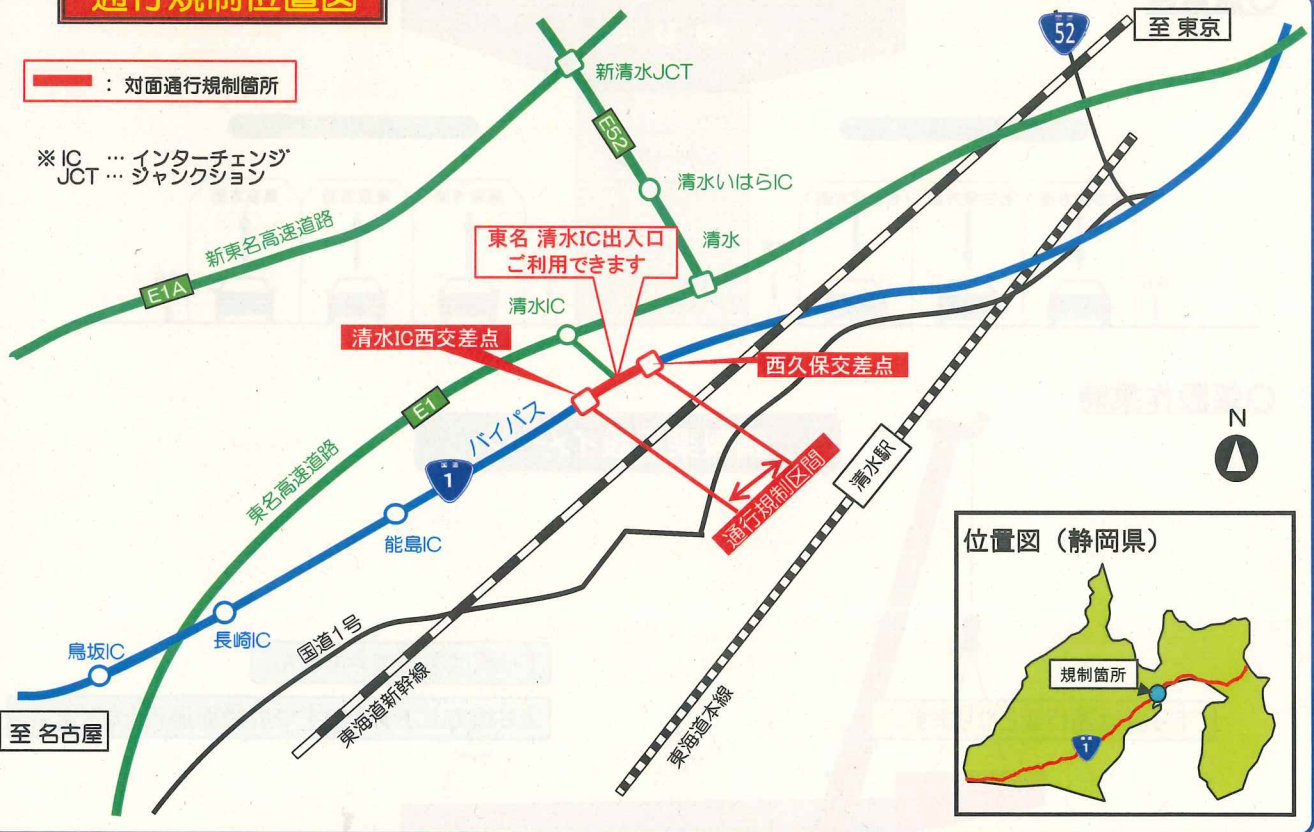 通行規制位置図
：対面通行規制箇所
※ IC … インターチェンジ
JCT … ジャンクション
52
至 東京
新清水JCT
E52
清水いはらIC
新東名高速道路
E1A
東名 清水IC出入口
ご利用できます
清水
清水IC
清水IC西交差点
西久保交差点
E1
バイパス
1
東名高速道路
通行規制区間
清水駅
N
能島IC
長崎IC
鳥坂IC
国道1号
東海道新幹線
東海道本線
至 名古屋
位置図（静岡県）
規制箇所
1